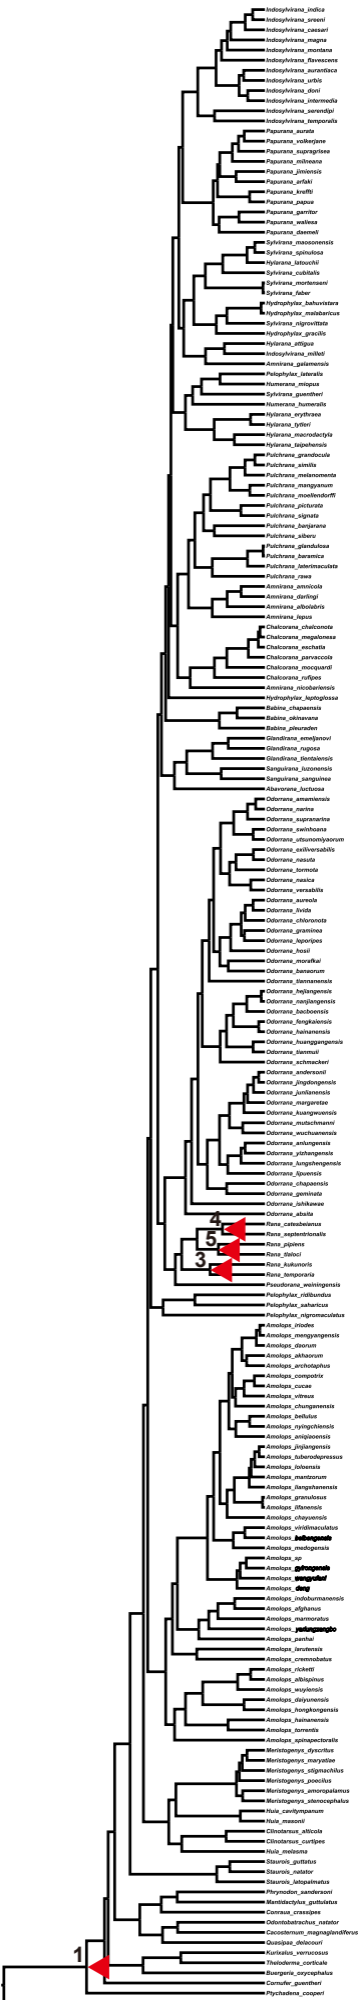 Indosylvirana_indica
Indosylvirana_sreeni
Indosylvirana_caesari
Indosylvirana_magna
Indosylvirana_montana
Indosylvirana_flavescens
Indosylvirana_aurantiaca
Indosylvirana_urbis
Indosylvirana_doni
Indosylvirana_intermedia
Indosylvirana_serendipi
Indosylvirana_temporalis
Papurana_aurata
Papurana_volkerjane
Papurana_supragrisea
Papurana_milneana
Papurana_jimiensis
Papurana_arfaki
Papurana_kreffti
Papurana_papua
Papurana_garritor
Papurana_waliesa
Papurana_daemeli
Sylvirana_maosonensis
Sylvirana_spinulosa
Hylarana_latouchii
Sylvirana_cubitalis
Sylvirana_mortenseni
Sylvirana_faber
Hydrophylax_bahuvistara
Hydrophylax_malabaricus
Sylvirana_nigrovittata
Hydrophylax_gracilis
Hylarana_attigua
Indosylvirana_milleti
Amnirana_galamensis
Pelophylax_lateralis
Humerana_miopus
Sylvirana_guentheri
Humerana_humeralis
Hylarana_erythraea
Hylarana_tytleri
Hylarana_macrodactyla
Hylarana_taipehensis
Pulchrana_grandocula
Pulchrana_similis
Pulchrana_melanomenta
Pulchrana_mangyanum
Pulchrana_moellendorffi
Pulchrana_picturata
Pulchrana_signata
Pulchrana_banjarana
Pulchrana_siberu
Pulchrana_glandulosa
Pulchrana_baramica
Pulchrana_laterimaculata
Pulchrana_rawa
Amnirana_amnicola
Amnirana_darlingi
Amnirana_albolabris
Amnirana_lepus
Chalcorana_chalconota
Chalcorana_megalonesa
Chalcorana_eschatia
Chalcorana_parvaccola
Chalcorana_mocquardi
Chalcorana_rufipes
Amnirana_nicobariensis
Hydrophylax_leptoglossa
Babina_chapaensis
Babina_okinavana
Babina_pleuraden
Glandirana_emeljanovi
Glandirana_rugosa
Glandirana_tientaiensis
Sanguirana_luzonensis
Sanguirana_sanguinea
Abavorana_luctuosa
Odorrana_amamiensis
Odorrana_narina
Odorrana_supranarina
Odorrana_swinhoana
Odorrana_utsunomiyaorum
Odorrana_exiliversabilis
Odorrana_nasuta
Odorrana_tormota
Odorrana_nasica
Odorrana_versabilis
Odorrana_aureola
Odorrana_livida
Odorrana_chloronota
Odorrana_graminea
Odorrana_leporipes
Odorrana_hosii
Odorrana_morafkai
Odorrana_banaorum
Odorrana_tiannanensis
Odorrana_hejiangensis
Odorrana_nanjiangensis
Odorrana_bacboensis
Odorrana_fengkaiensis
Odorrana_hainanensis
Odorrana_huanggangensis
Odorrana_tianmuii
Odorrana_schmackeri
Odorrana_andersonii
Odorrana_jingdongensis
Odorrana_junlianensis
Odorrana_margaretae
Odorrana_kuangwuensis
Odorrana_mutschmanni
Odorrana_wuchuanensis
Odorrana_anlungensis
Odorrana_yizhangensis
Odorrana_lungshengensis
Odorrana_lipuensis
Odorrana_chapaensis
Odorrana_geminata
Odorrana_ishikawae
Odorrana_absita
4
Rana_catesbeianus
Rana_septentrionalis
5
Rana_pipiens
Rana_tlaloci
3
Rana_kukunoris
Rana_temporaria
Pseudorana_weiningensis
Pelophylax_ridibundus
Pelophylax_saharicus
Pelophylax_nigromaculatus
Amolops_iriodes
Amolops_mengyangensis
Amolops_daorum
Amolops_akhaorum
Amolops_archotaphus
Amolops_compotrix
Amolops_cucae
Amolops_vitreus
Amolops_chunganensis
Amolops_bellulus
Amolops_nyingchiensis
Amolops_aniqiaoensis
Amolops_jinjiangensis
Amolops_tuberodepressus
Amolops_loloensis
Amolops_mantzorum
Amolops_liangshanensis
Amolops_granulosus
Amolops_lifanensis
Amolops_chayuensis
Amolops_viridimaculatus
Amolops_beibengensis
Amolops_medogensis
Amolops_sp
Amolops_gyirongensis
Amolops_wangyufani
Amolops_deng
Amolops_indoburmanensis
Amolops_afghanus
Amolops_marmoratus
Amolops_yarlungzangbo
Amolops_panhai
Amolops_larutensis
Amolops_cremnobatus
Amolops_ricketti
Amolops_albispinus
Amolops_wuyiensis
Amolops_daiyunensis
Amolops_hongkongensis
Amolops_hainanensis
Amolops_torrentis
Amolops_spinapectoralis
Meristogenys_dyscritus
Meristogenys_maryatiae
Meristogenys_stigmachilus
Meristogenys_poecilus
Meristogenys_amoropalamus
Meristogenys_stenocephalus
Huia_cavitympanum
Huia_masonii
Clinotarsus_alticola
Clinotarsus_curtipes
Huia_melasma
Staurois_guttatus
Staurois_natator
Staurois_latopalmatus
Phrynodon_sandersoni
Mantidactylus_guttulatus
Conraua_crassipes
Odontobatrachus_natator
Cacosternum_magnaglandiferus
Quasipaa_delacouri
Kurixalus_verrucosus
Theloderma_corticale
1
Buergeria_oxycephalus
Cornufer_guentheri
Ptychadena_cooperi